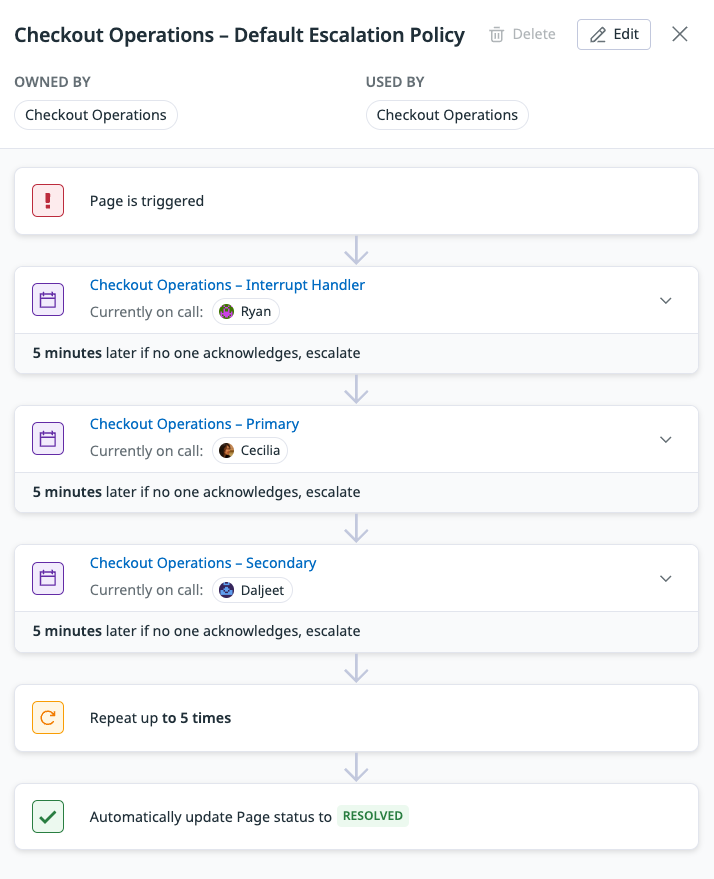 Checkout Operations – Default Escalation Policy
Delete
Edit
OWNED BY
Checkout Operations
USED BY
Checkout Operations
Page is triggered
Checkout Operations – Interrupt Handler
Currently on call: Ryan
5 minutes later if no one acknowledges, escalate
Checkout Operations – Primary
Currently on call: Cecilia
5 minutes later if no one acknowledges, escalate
Checkout Operations – Secondary
Currently on call: Daljeet
5 minutes later if no one acknowledges, escalate
Repeat up to 5 times
Automatically update Page status to RESOLVED